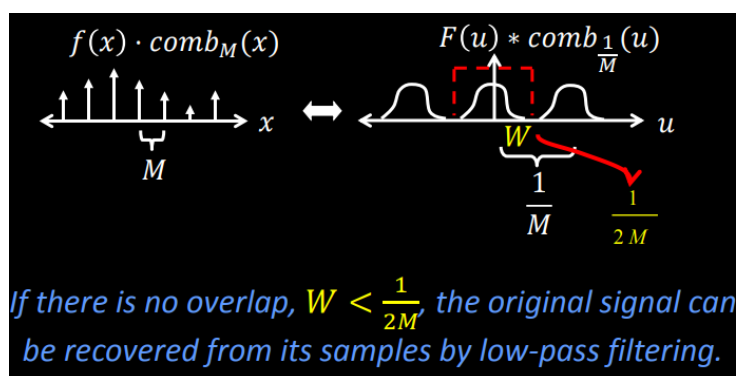 f(x) · comb_M(x)
F(u) * comb_{1/M}(u)
x
u
W
M
1/M
1/2M
If there is no overlap, W < 1/2M, the original signal can
be recovered from its samples by low-pass filtering.